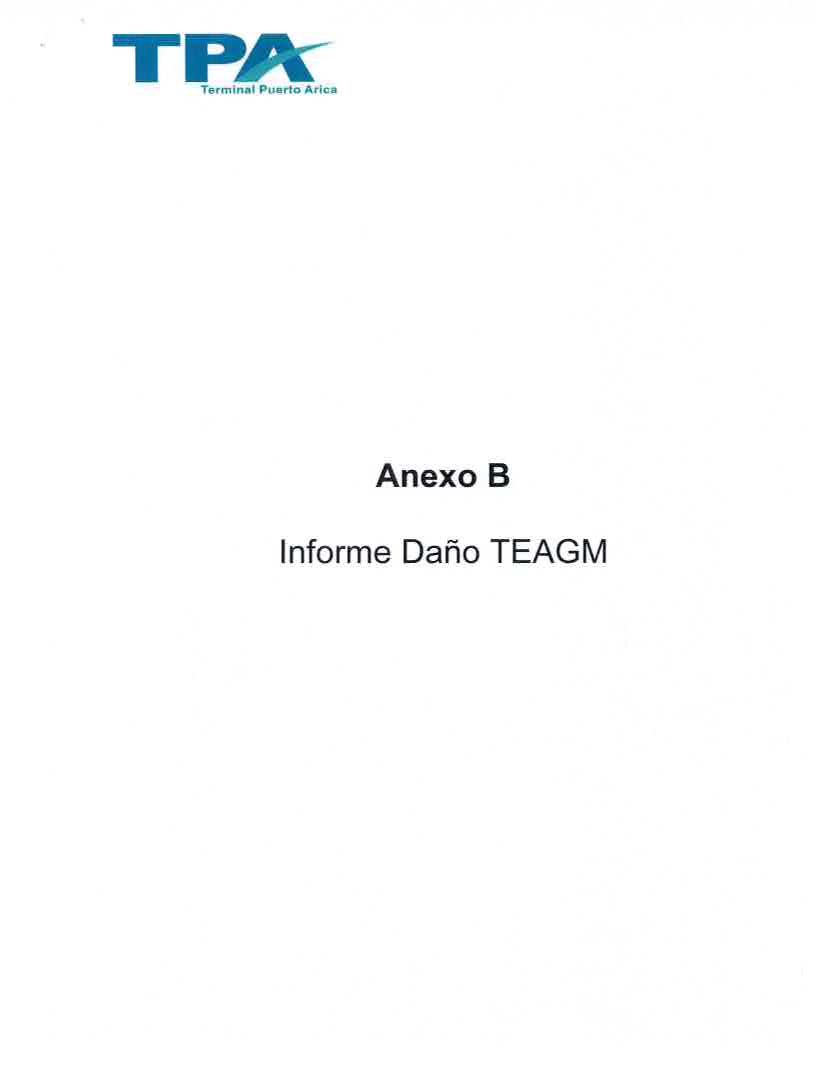 TPA
Terminal Puerto Arica
Anexo B
Informe Daño TEAGM